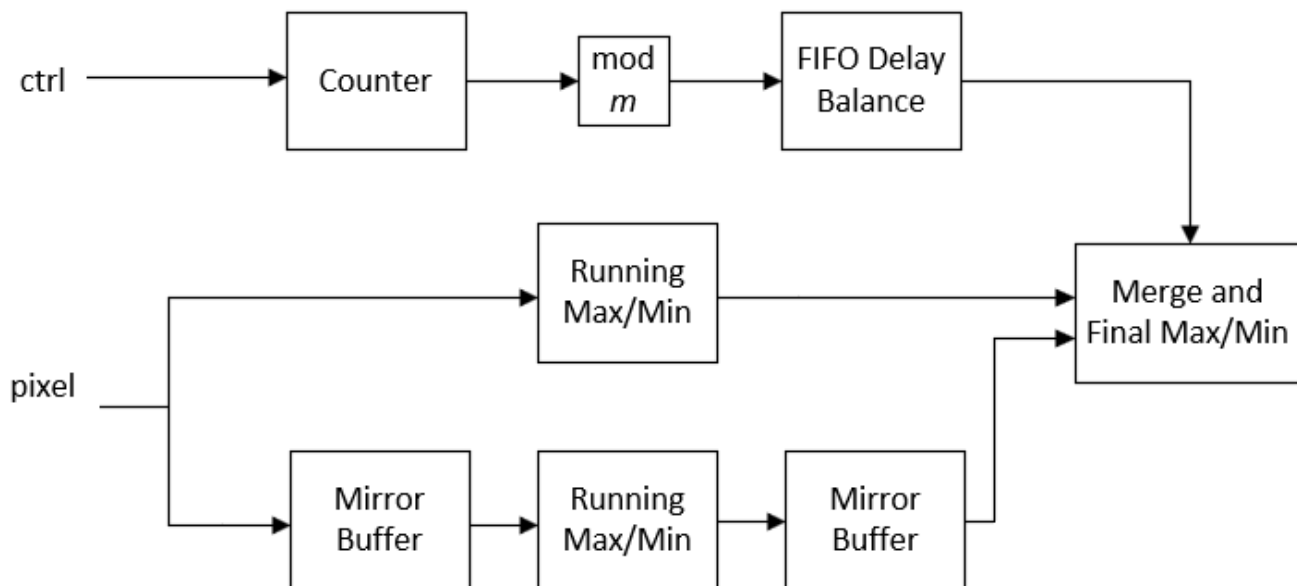 ctrl
Counter
mod
m
FIFO Delay
Balance
Running
Max/Min
Merge and
Final Max/Min
pixel
Mirror
Buffer
Running
Max/Min
Mirror
Buffer